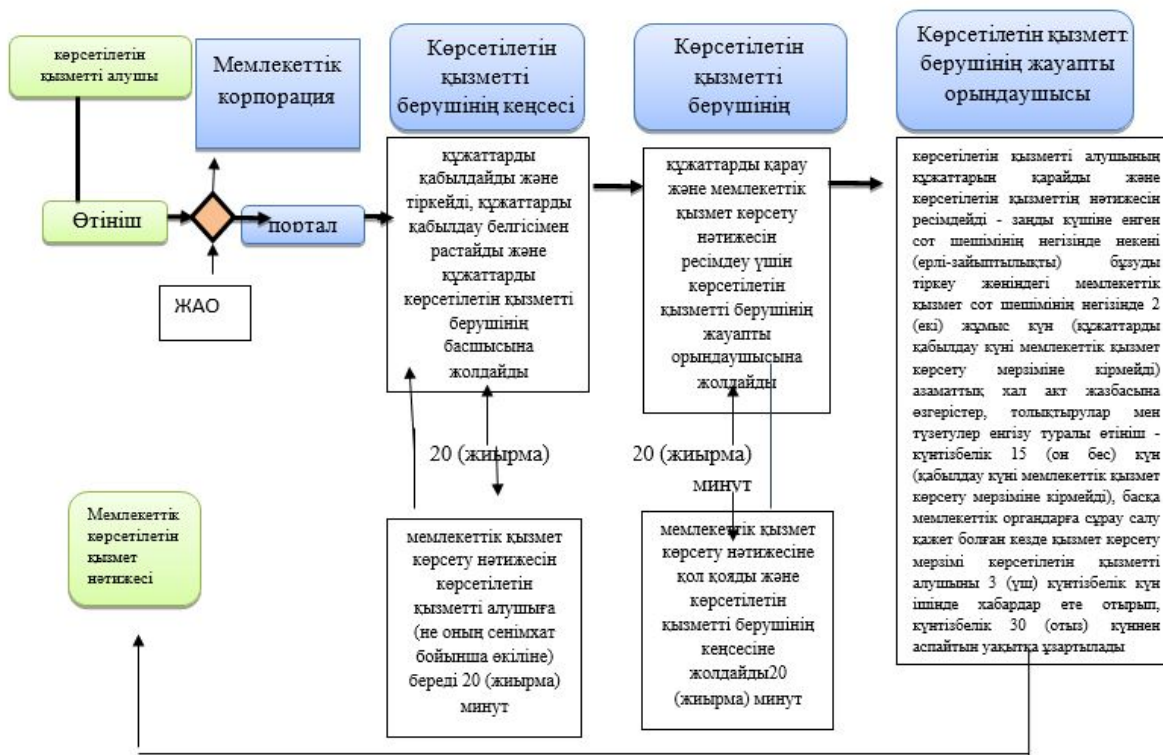 көрсетілетін
қызметті алушы
Мемлекеттік
корпорация
Көрсетілетін
қызметті
берушінің кеңсесі
Көрсетілетін
қызметті
берушінің
Көрсетілетін қызметт
берушінің жауапты
орындаушысы
Өтініш
портал
ЖАО
құжаттарды
қабылдайды және
тіркейді, құжаттарды
қабылдау белгісімен
растайды және
құжаттарды
көрсетілетін қызметті
берушінің
басшысына
жолдайды
құжаттарды қарау
және мемлекеттік
қызмет көрсету
нәтижесін
ресімдеу үшін
көрсетілетін
қызметті берушінің
жауапты
орындаушысына
жолдайды
көрсетілетін қызметті алушының
құжаттарын қарайды және
көрсетілетін қызметтің нәтижесін
ресімдейді - заңды күшіне енген
сот шешімінің негізінде некені
(ерлі-зайыптылықты) бұзуды
тіркеу жөніндегі мемлекеттік
қызмет сот шешімінің негізінде 2
(екі) жұмыс күн (құжаттарды
қабылдау күні мемлекеттік қызмет
көрсету мерзіміне кірмейді)
азаматтық хал акт жазбасына
өзгерістер, толықтырулар мен
түзетулер енгізу туралы өтініш -
күнтізбелік 15 (он бес) күн
(қабылдау күні мемлекеттік қызмет
көрсету мерзіміне кірмейді), басқа
мемлекеттік органдарға сұрау салу
қажет болған кезде қызмет көрсету
мерзімі көрсетілетін қызметті
алушыны 3 (үш) күнтізбелік күн
ішінде хабардар ете отырып,
күнтізбелік 30 (отыз) күннен
аспайтын уақытқа ұзартылады
20 (жиырма)
20 (жиырма)
минут
Мемлекеттік
көрсетілетін
қызмет
нәтижесі
мемлекеттік қызмет
көрсету нәтижесін
көрсетілетін
қызметті алушыға
(не оның сенімхат
бойынша өкіліне)
береді 20 (жиырма)
минут
мемлекеттік қызмет
көрсету нәтижесіне
қол қояды және
көрсетілетін
қызметті берушінің
кеңсесіне
жолдайды20
(жиырма) минут